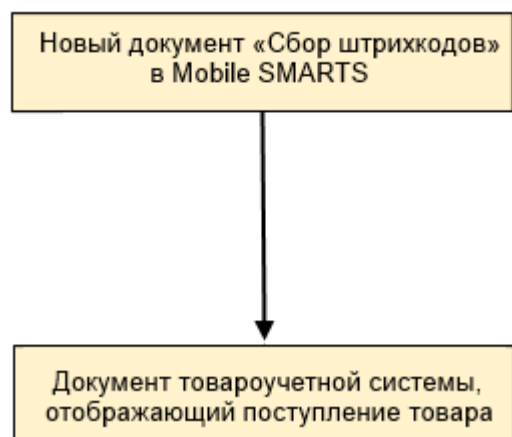 Новый документ «Сбор штрихкодов»
в Mobile SMARTS
Документ товароучетной системы,
отображающий поступление товара